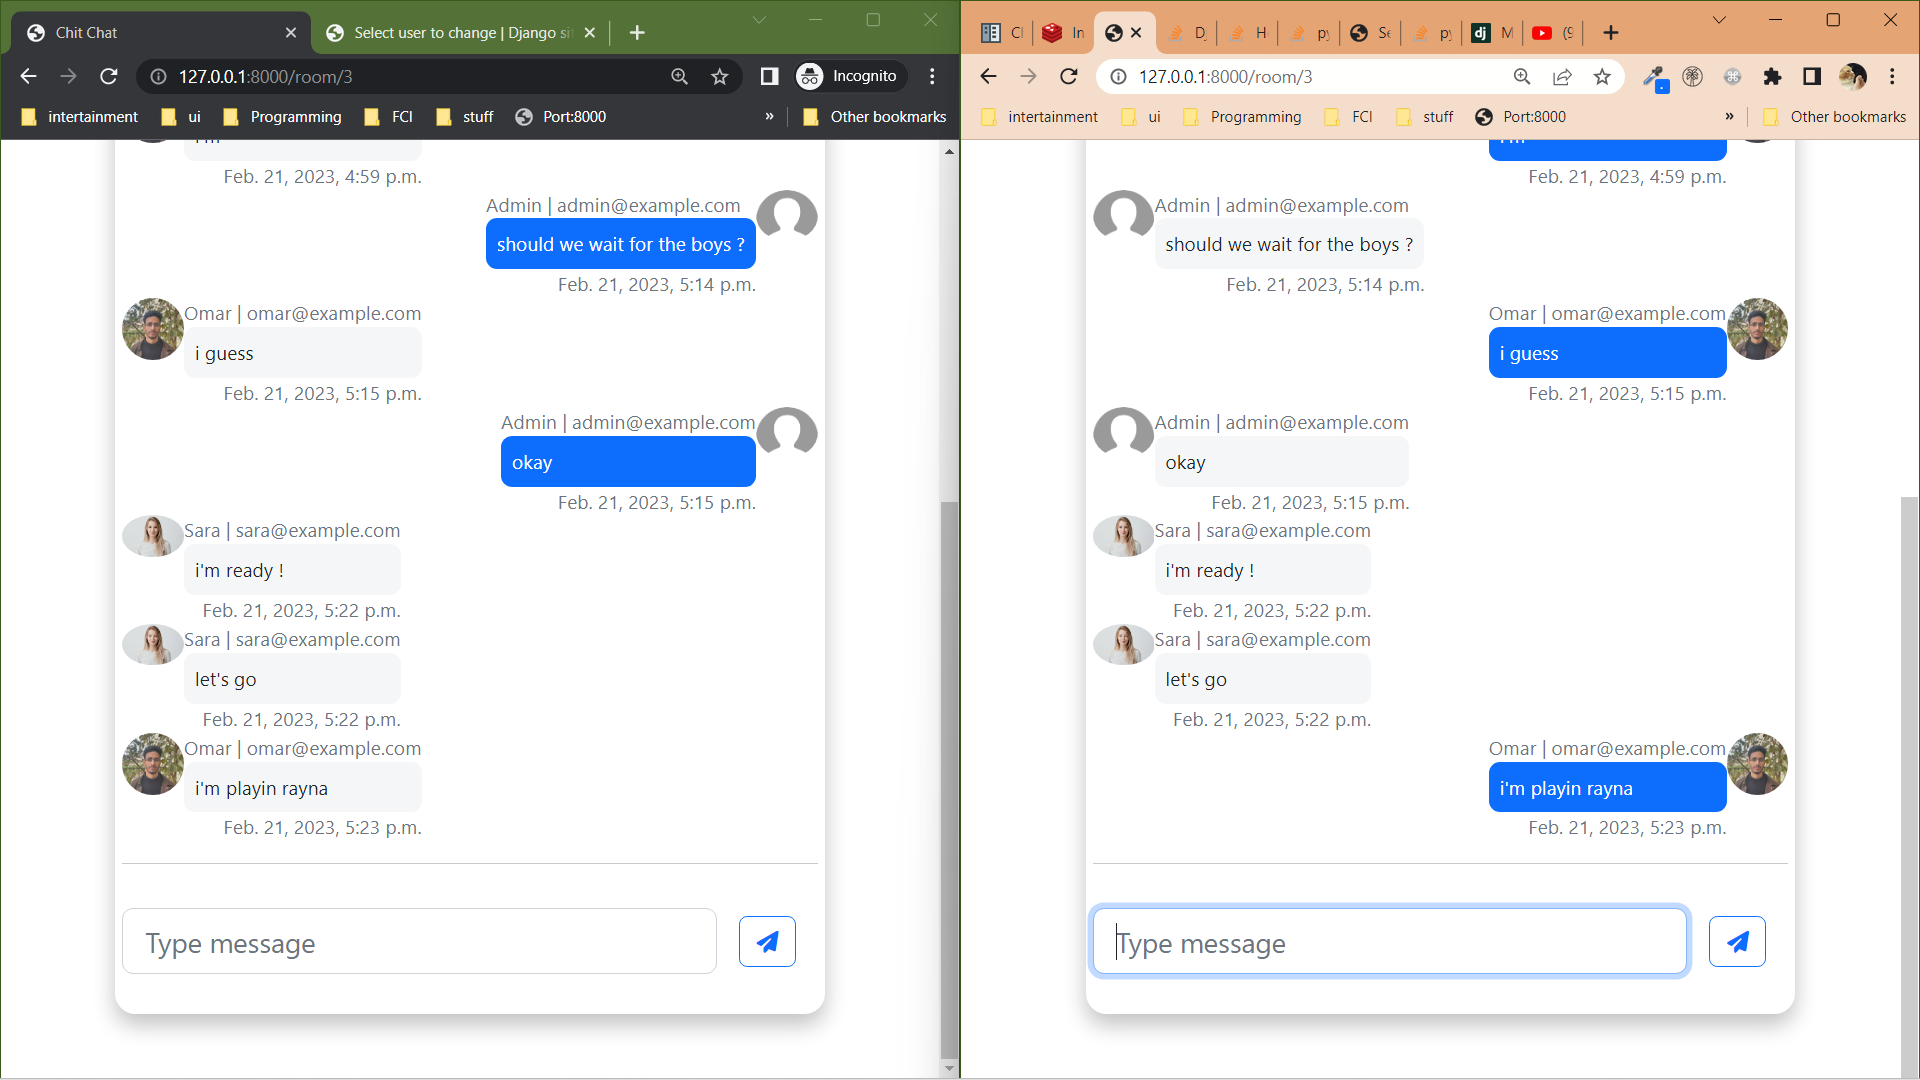 Chit Chat
Select user to change | Django si
127.0.0.1:8000/room/3
Incognito
intertainment
ui
Programming
FCI
stuff
Port:8000
»
Other bookmarks
Feb. 21, 2023, 4:59 p.m.
Admin | admin@example.com
should we wait for the boys ?
Feb. 21, 2023, 5:14 p.m.
Omar | omar@example.com
i guess
Feb. 21, 2023, 5:15 p.m.
Admin | admin@example.com
okay
Feb. 21, 2023, 5:15 p.m.
Sara | sara@example.com
i'm ready !
Feb. 21, 2023, 5:22 p.m.
Sara | sara@example.com
let's go
Feb. 21, 2023, 5:22 p.m.
Omar | omar@example.com
i'm playin rayna
Feb. 21, 2023, 5:23 p.m.
Type message
In
H
py
Se
py
dj
M
127.0.0.1:8000/room/3
intertainment
ui
Programming
FCI
stuff
Port:8000
»
Other bookmarks
Feb. 21, 2023, 4:59 p.m.
Admin | admin@example.com
should we wait for the boys ?
Feb. 21, 2023, 5:14 p.m.
Omar | omar@example.com
i guess
Feb. 21, 2023, 5:15 p.m.
Admin | admin@example.com
okay
Feb. 21, 2023, 5:15 p.m.
Sara | sara@example.com
i'm ready !
Feb. 21, 2023, 5:22 p.m.
Sara | sara@example.com
let's go
Feb. 21, 2023, 5:22 p.m.
Omar | omar@example.com
i'm playin rayna
Feb. 21, 2023, 5:23 p.m.
Type message